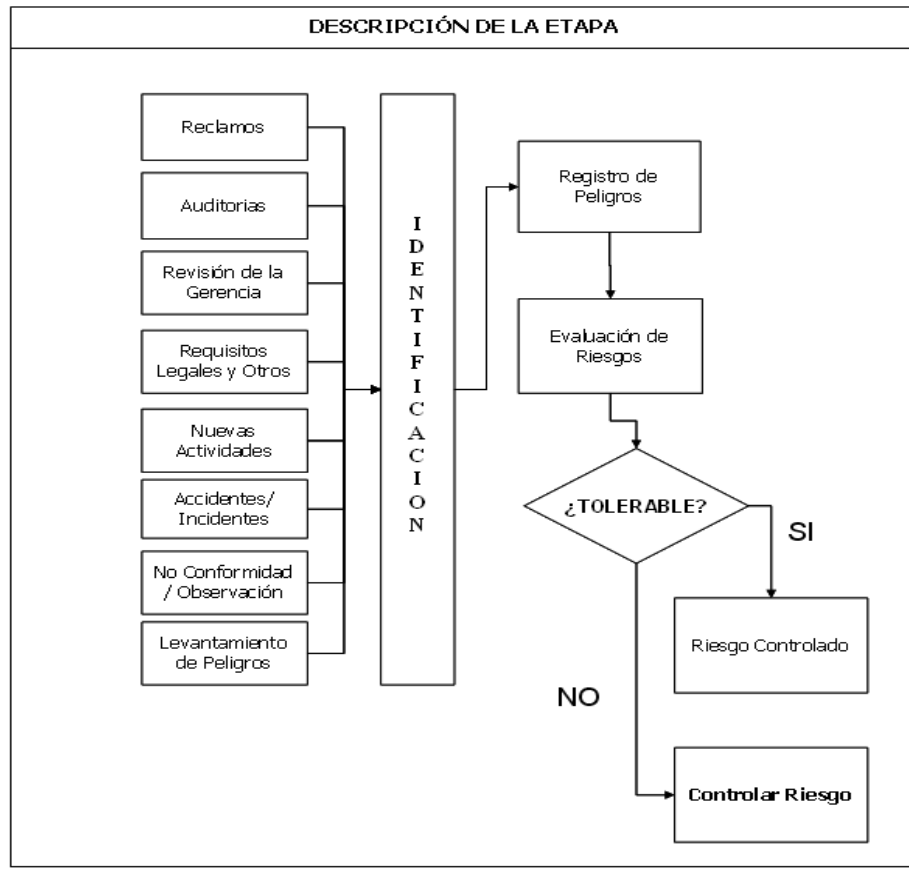 DESCRIPCIÓN DE LA ETAPA
Reclamos
Auditorias
Revisión de la
Gerencia
Requisitos
Legales y Otros
Nuevas
Actividades
Accidentes/
Incidentes
No Conformidad
/ Observación
Levantamiento
de Peligros
IDENTIFICACION
Registro de
Peligros
Evaluación de
Riesgos
¿TOLERABLE?
SI
Riesgo Controlado
NO
Controlar Riesgo